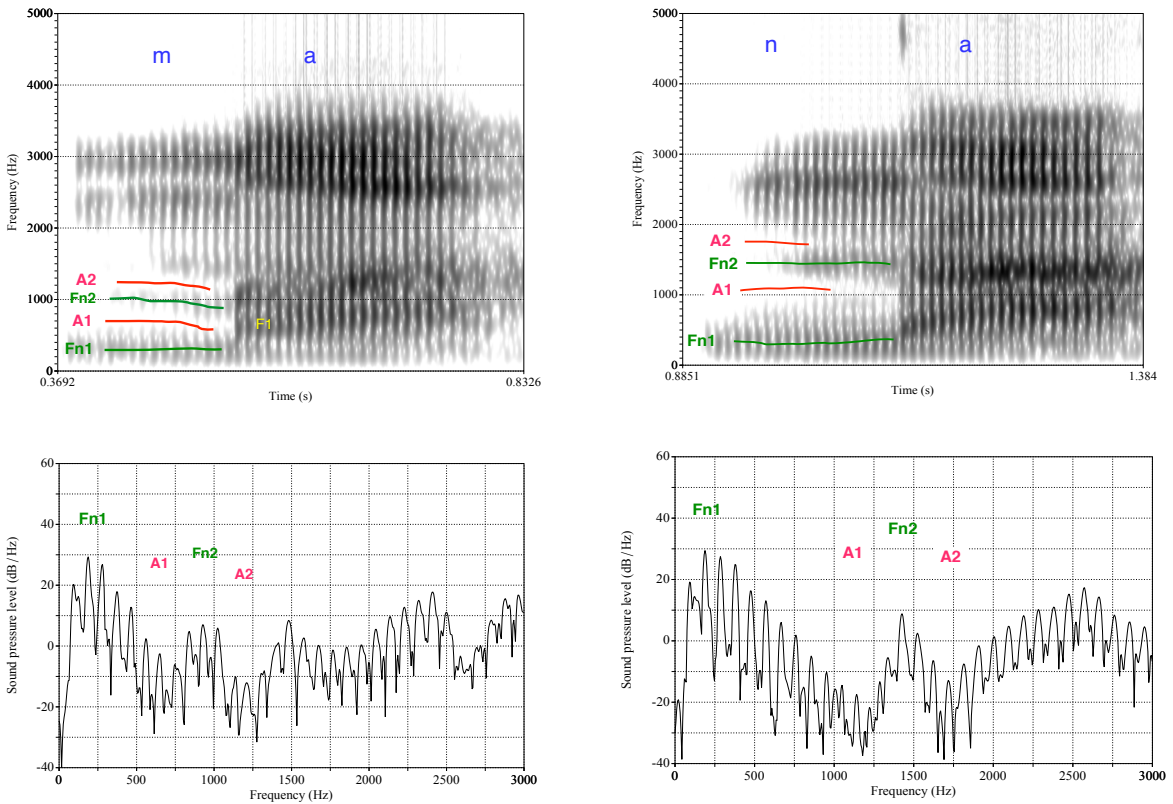 5000
m
a
4000
3000
2000
A2
Fn2
1000
A1
F1
Fn1
0
0.3692
0.8326
Time (s)
Frequency (Hz)
5000
n
a
4000
3000
2000
A2
Fn2
A1
1000
Fn1
0
0.8851
1.384
Time (s)
Frequency (Hz)
60
40
Fn1
A1
Fn2
A2
20
0
-20
-40
0
500
1000
1500
2000
2500
3000
Frequency (Hz)
Sound pressure level (dB/Hz)
60
40
Fn1
Fn2
A1
A2
20
0
-20
-40
0
500
1000
1500
2000
2500
3000
Frequency (Hz)
Sound pressure level (dB/Hz)